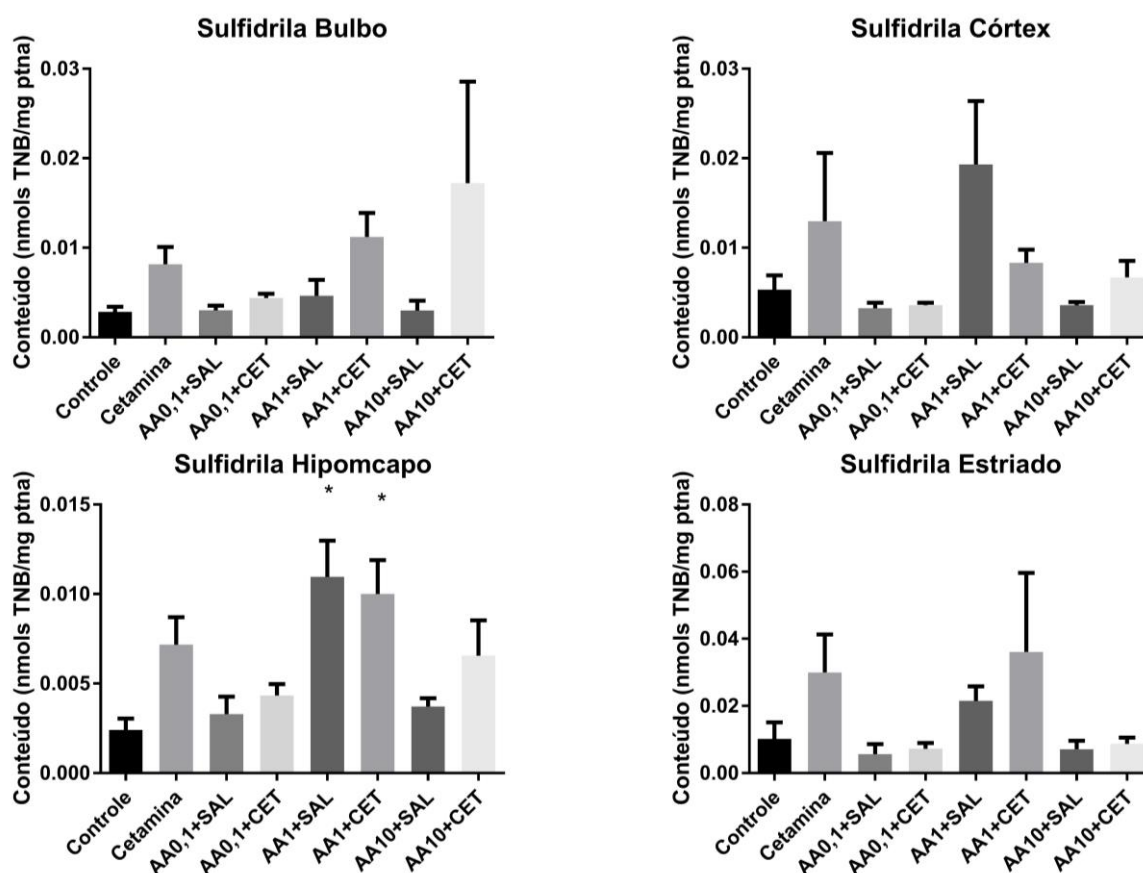 Sulfidrila Bulbo
Conteúdo (nmols TNB/mg ptna)
0.03
0.02
0.01
0.00
Controle
Cetamina
AA0,1+SAL
AA0,1+CET
AA1+SAL
AA1+CET
AA10+SAL
AA10+CET
Sulfidrila Córtex
Conteúdo (nmols TNB/mg ptna)
0.03
0.02
0.01
0.00
Controle
Cetamina
AA0,1+SAL
AA0,1+CET
AA1+SAL
AA1+CET
AA10+SAL
AA10+CET
Sulfidrila Hipomcapo
Conteúdo (nmols TNB/mg ptna)
0.015
0.010
0.005
0.000
* *
Controle
Cetamina
AA0,1+SAL
AA0,1+CET
AA1+SAL
AA1+CET
AA10+SAL
AA10+CET
Sulfidrila Estriado
Conteúdo (nmols TNB/mg ptna)
0.08
0.06
0.04
0.02
0.00
Controle
Cetamina
AA0,1+SAL
AA0,1+CET
AA1+SAL
AA1+CET
AA10+SAL
AA10+CET